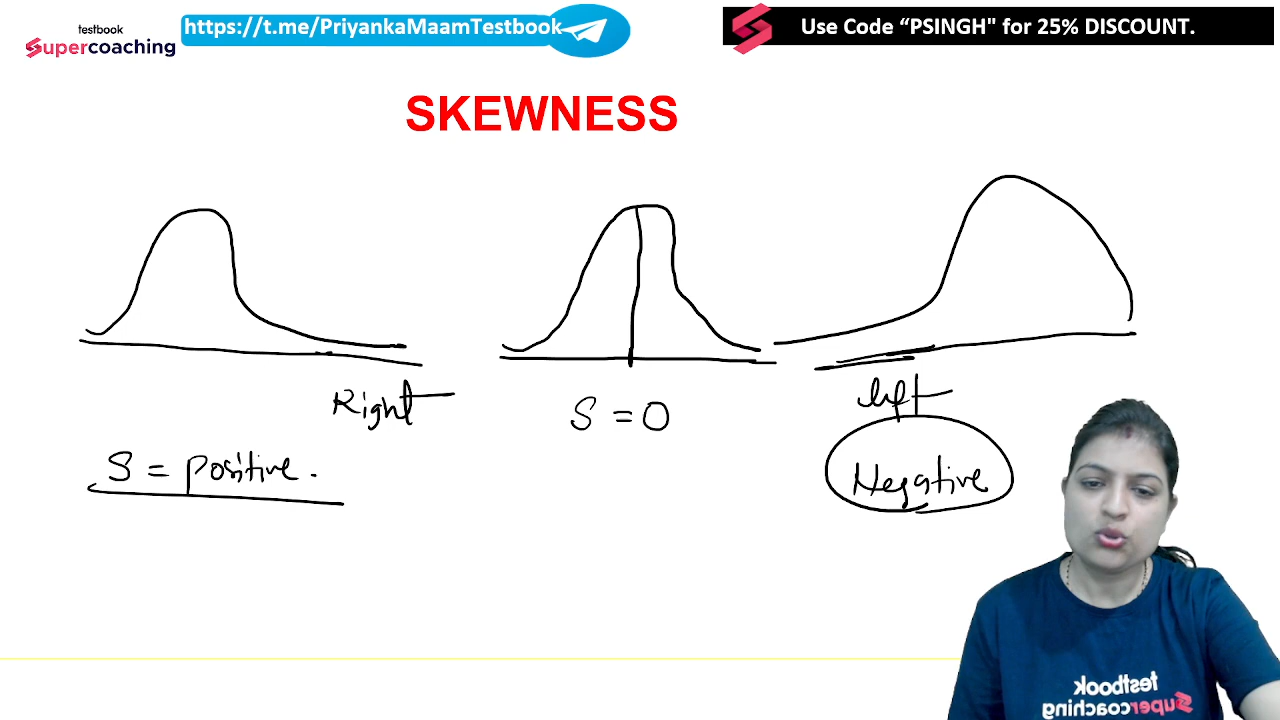 testbook
Supercoaching
https://t.me/PriyankaMaamTestbook
Use Code “PSINGH" for 25% DISCOUNT.
SKEWNESS
Right
S = 0
left
S = positive.
Negative
testbook
Supercoaching